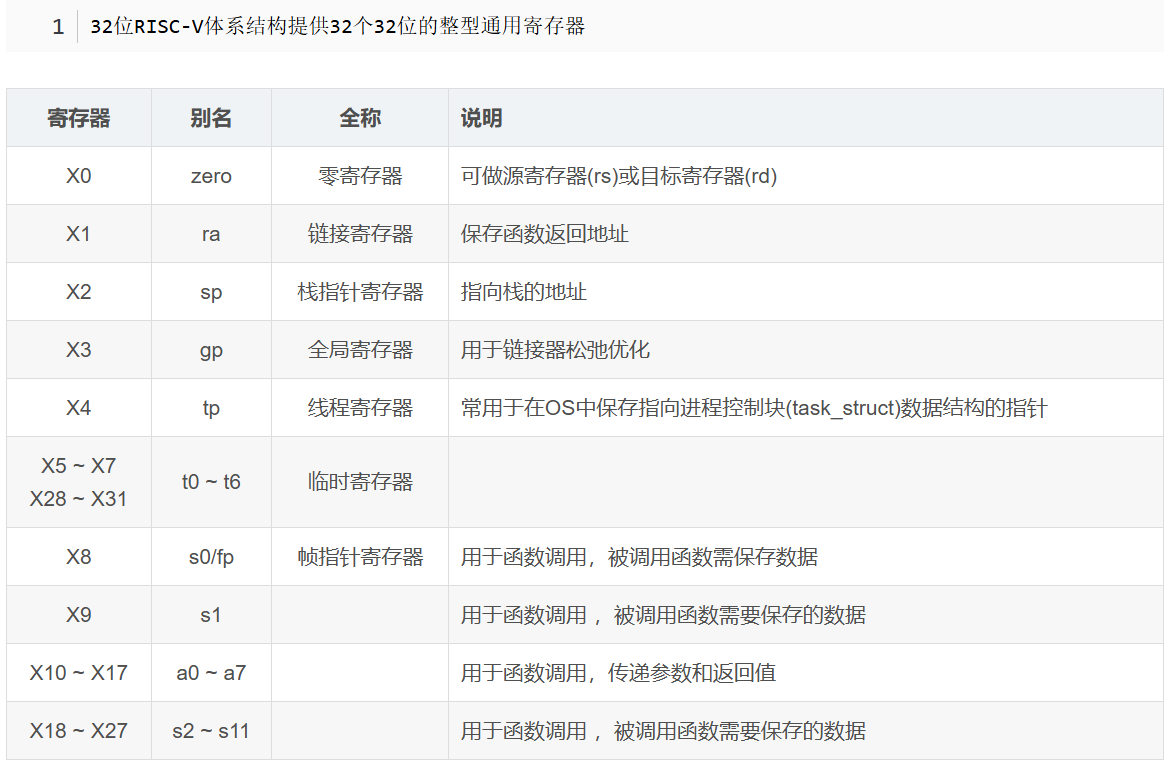 1 32位RISC-V体系结构提供32个32位的整型通用寄存器
寄存器 别名 全称 说明
X0 zero 零寄存器 可做源寄存器(rs)或目标寄存器(rd)
X1 ra 链接寄存器 保存函数返回地址
X2 sp 栈指针寄存器 指向栈的地址
X3 gp 全局寄存器 用于链接器松弛优化
X4 tp 线程寄存器 常用于在OS中保存指向进程控制块(task_struct)数据结构的指针
X5 ~ X7
X28 ~ X31 t0 ~ t6 临时寄存器
X8 s0/fp 帧指针寄存器 用于函数调用，被调用函数需保存数据
X9 s1 用于函数调用 ，被调用函数需要保存的数据
X10 ~ X17 a0 ~ a7 用于函数调用，传递参数和返回值
X18 ~ X27 s2 ~ s11 用于函数调用 ，被调用函数需要保存的数据